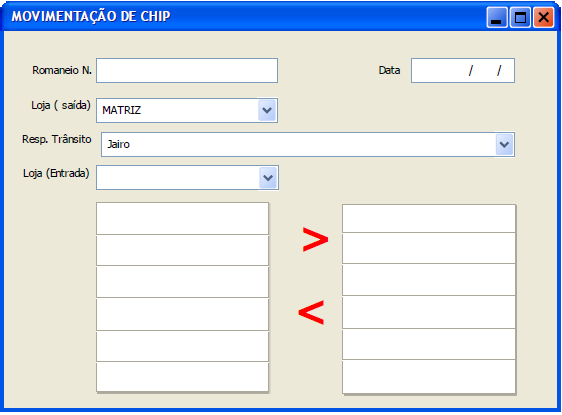 MOVIMENTAÇÃO DE CHIP
Romaneio N.
Data / /
Loja ( saída) MATRIZ
Resp. Trânsito Jairo
Loja (Entrada)
>
<